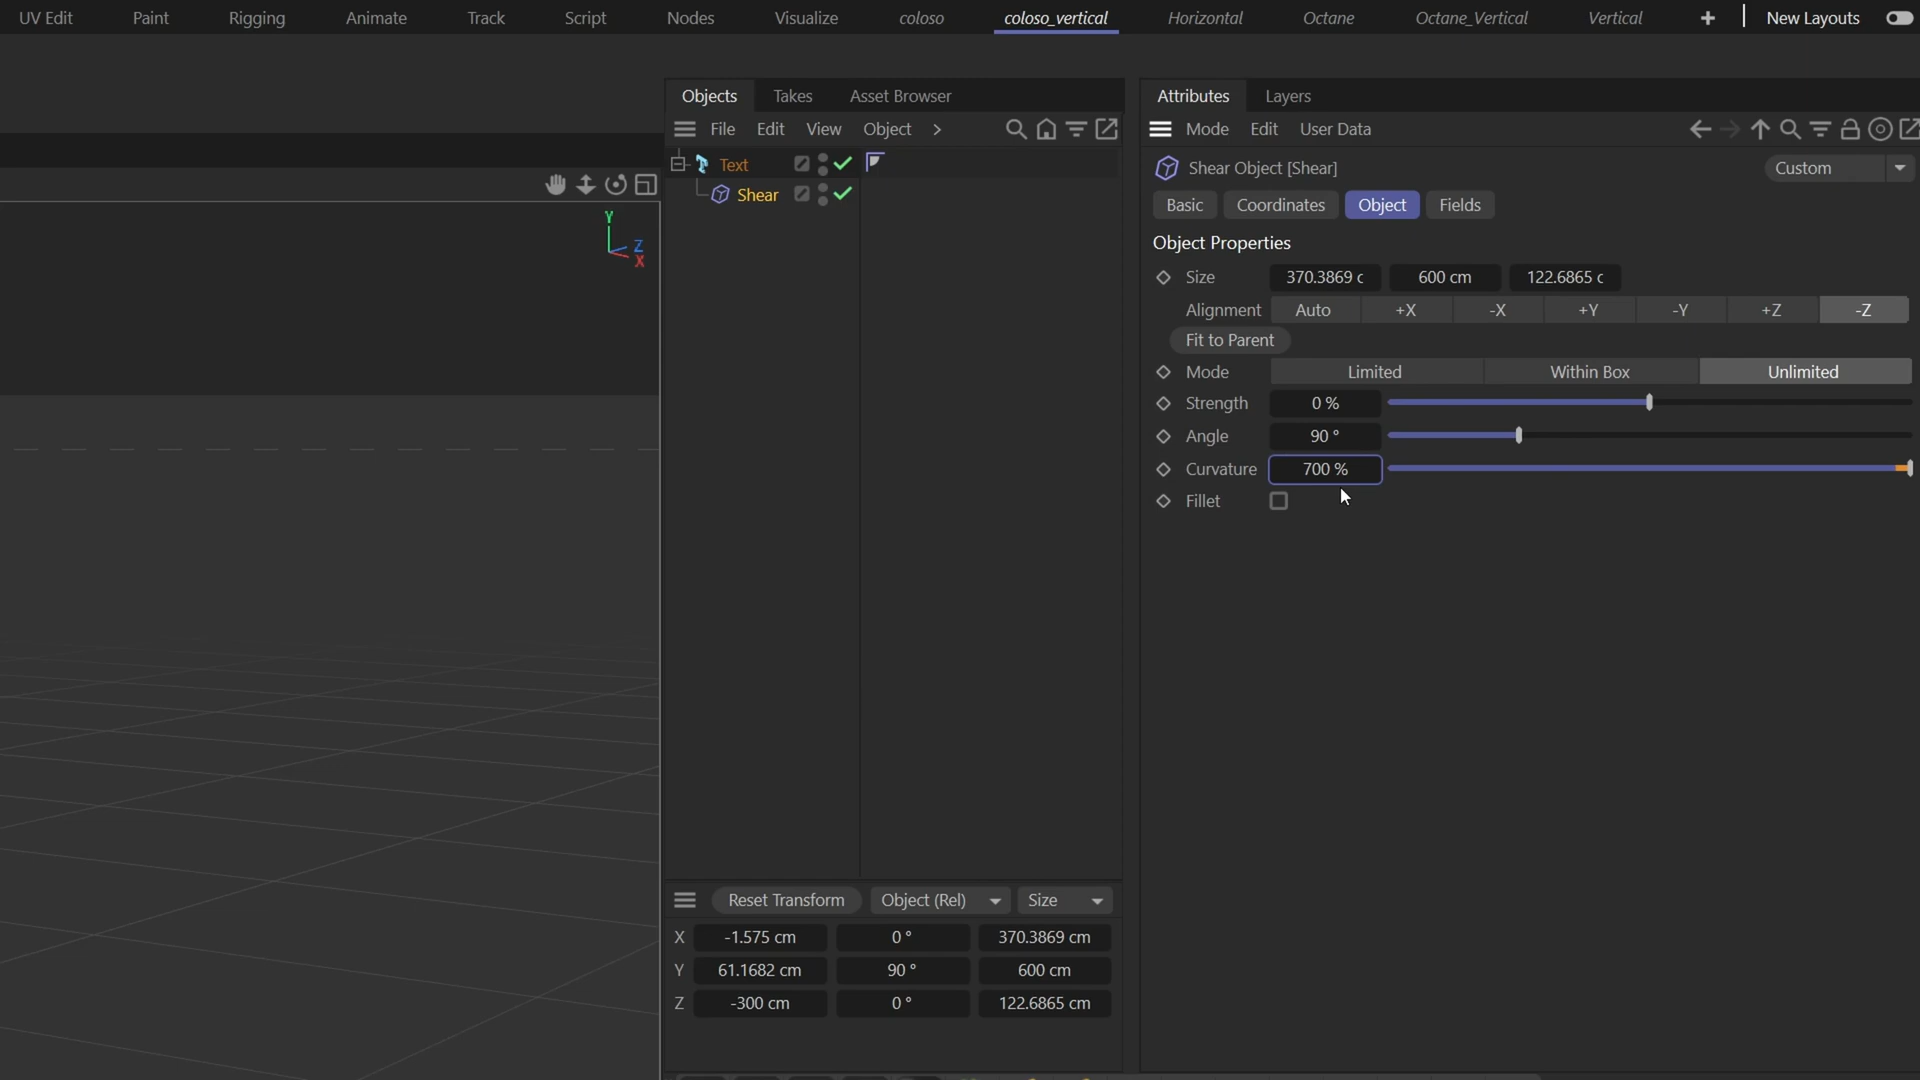 UV Edit Paint Rigging Animate Track Script Nodes Visualize coloso coloso_vertical Horizontal Octane Octane_Vertical Vertical + New Layouts
Objects Takes Asset Browser
File Edit View Object >
Text
Shear
Y
Z
X
Attributes Layers
Mode Edit User Data
Shear Object [Shear] Custom
Basic Coordinates Object Fields
Object Properties
Size 370.3869 c 600 cm 122.6865 c
Alignment Auto +X -X +Y -Y +Z -Z
Fit to Parent
Mode Limited Within Box Unlimited
Strength 0 %
Angle 90 °
Curvature 700 %
Fillet
Reset Transform Object (Rel) Size
X -1.575 cm 0 ° 370.3869 cm
Y 61.1682 cm 90 ° 600 cm
Z -300 cm 0 ° 122.6865 cm